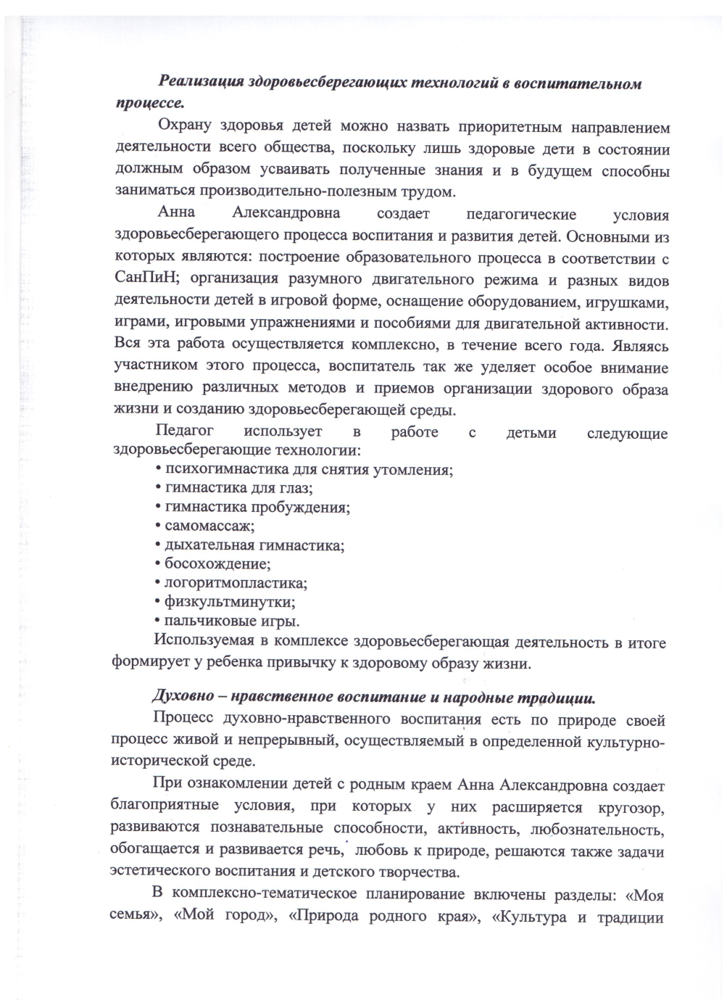 Реализация здоровьесберегающих технологий в воспитательном
процессе.
Охрану здоровья детей можно назвать приоритетным направлением
деятельности всего общества, поскольку лишь здоровые дети в состоянии
должным образом усваивать полученные знания и в будущем способны
заниматься производительно-полезным трудом.
Анна Александровна создает педагогические условия
здоровьесберегающего процесса воспитания и развития детей. Основными из
которых являются: построение образовательного процесса в соответствии с
СанПиН; организация разумного двигательного режима и разных видов
деятельности детей в игровой форме, оснащение оборудованием, игрушками,
играми, игровыми упражнениями и пособиями для двигательной активности.
Вся эта работа осуществляется комплексно, в течение всего года. Являясь
участником этого процесса, воспитатель так же уделяет особое внимание
внедрению различных методов и приемов организации здорового образа
жизни и созданию здоровьесберегающей среды.
Педагог использует в работе с детьми следующие
здоровьесберегающие технологии:
• психогимнастика для снятия утомления;
• гимнастика для глаз;
• гимнастика пробуждения;
• самомассаж;
• дыхательная гимнастика;
• босохождение;
• логоритмопластика;
• физкультминутки;
• пальчиковые игры.
Используемая в комплексе здоровьесберегающая деятельность в итоге
формирует у ребенка привычку к здоровому образу жизни.
Духовно – нравственное воспитание и народные традиции.
Процесс духовно-нравственного воспитания есть по природе своей
процесс живой и непрерывный, осуществляемый в определенной культурно-
исторической среде.
При ознакомлении детей с родным краем Анна Александровна создает
благоприятные условия, при которых у них расширяется кругозор,
развиваются познавательные способности, активность, любознательность,
обогащается и развивается речь, любовь к природе, решаются также задачи
эстетического воспитания и детского творчества.
В комплексно-тематическое планирование включены разделы: «Моя
семья», «Мой город», «Природа родного края», «Культура и традиции